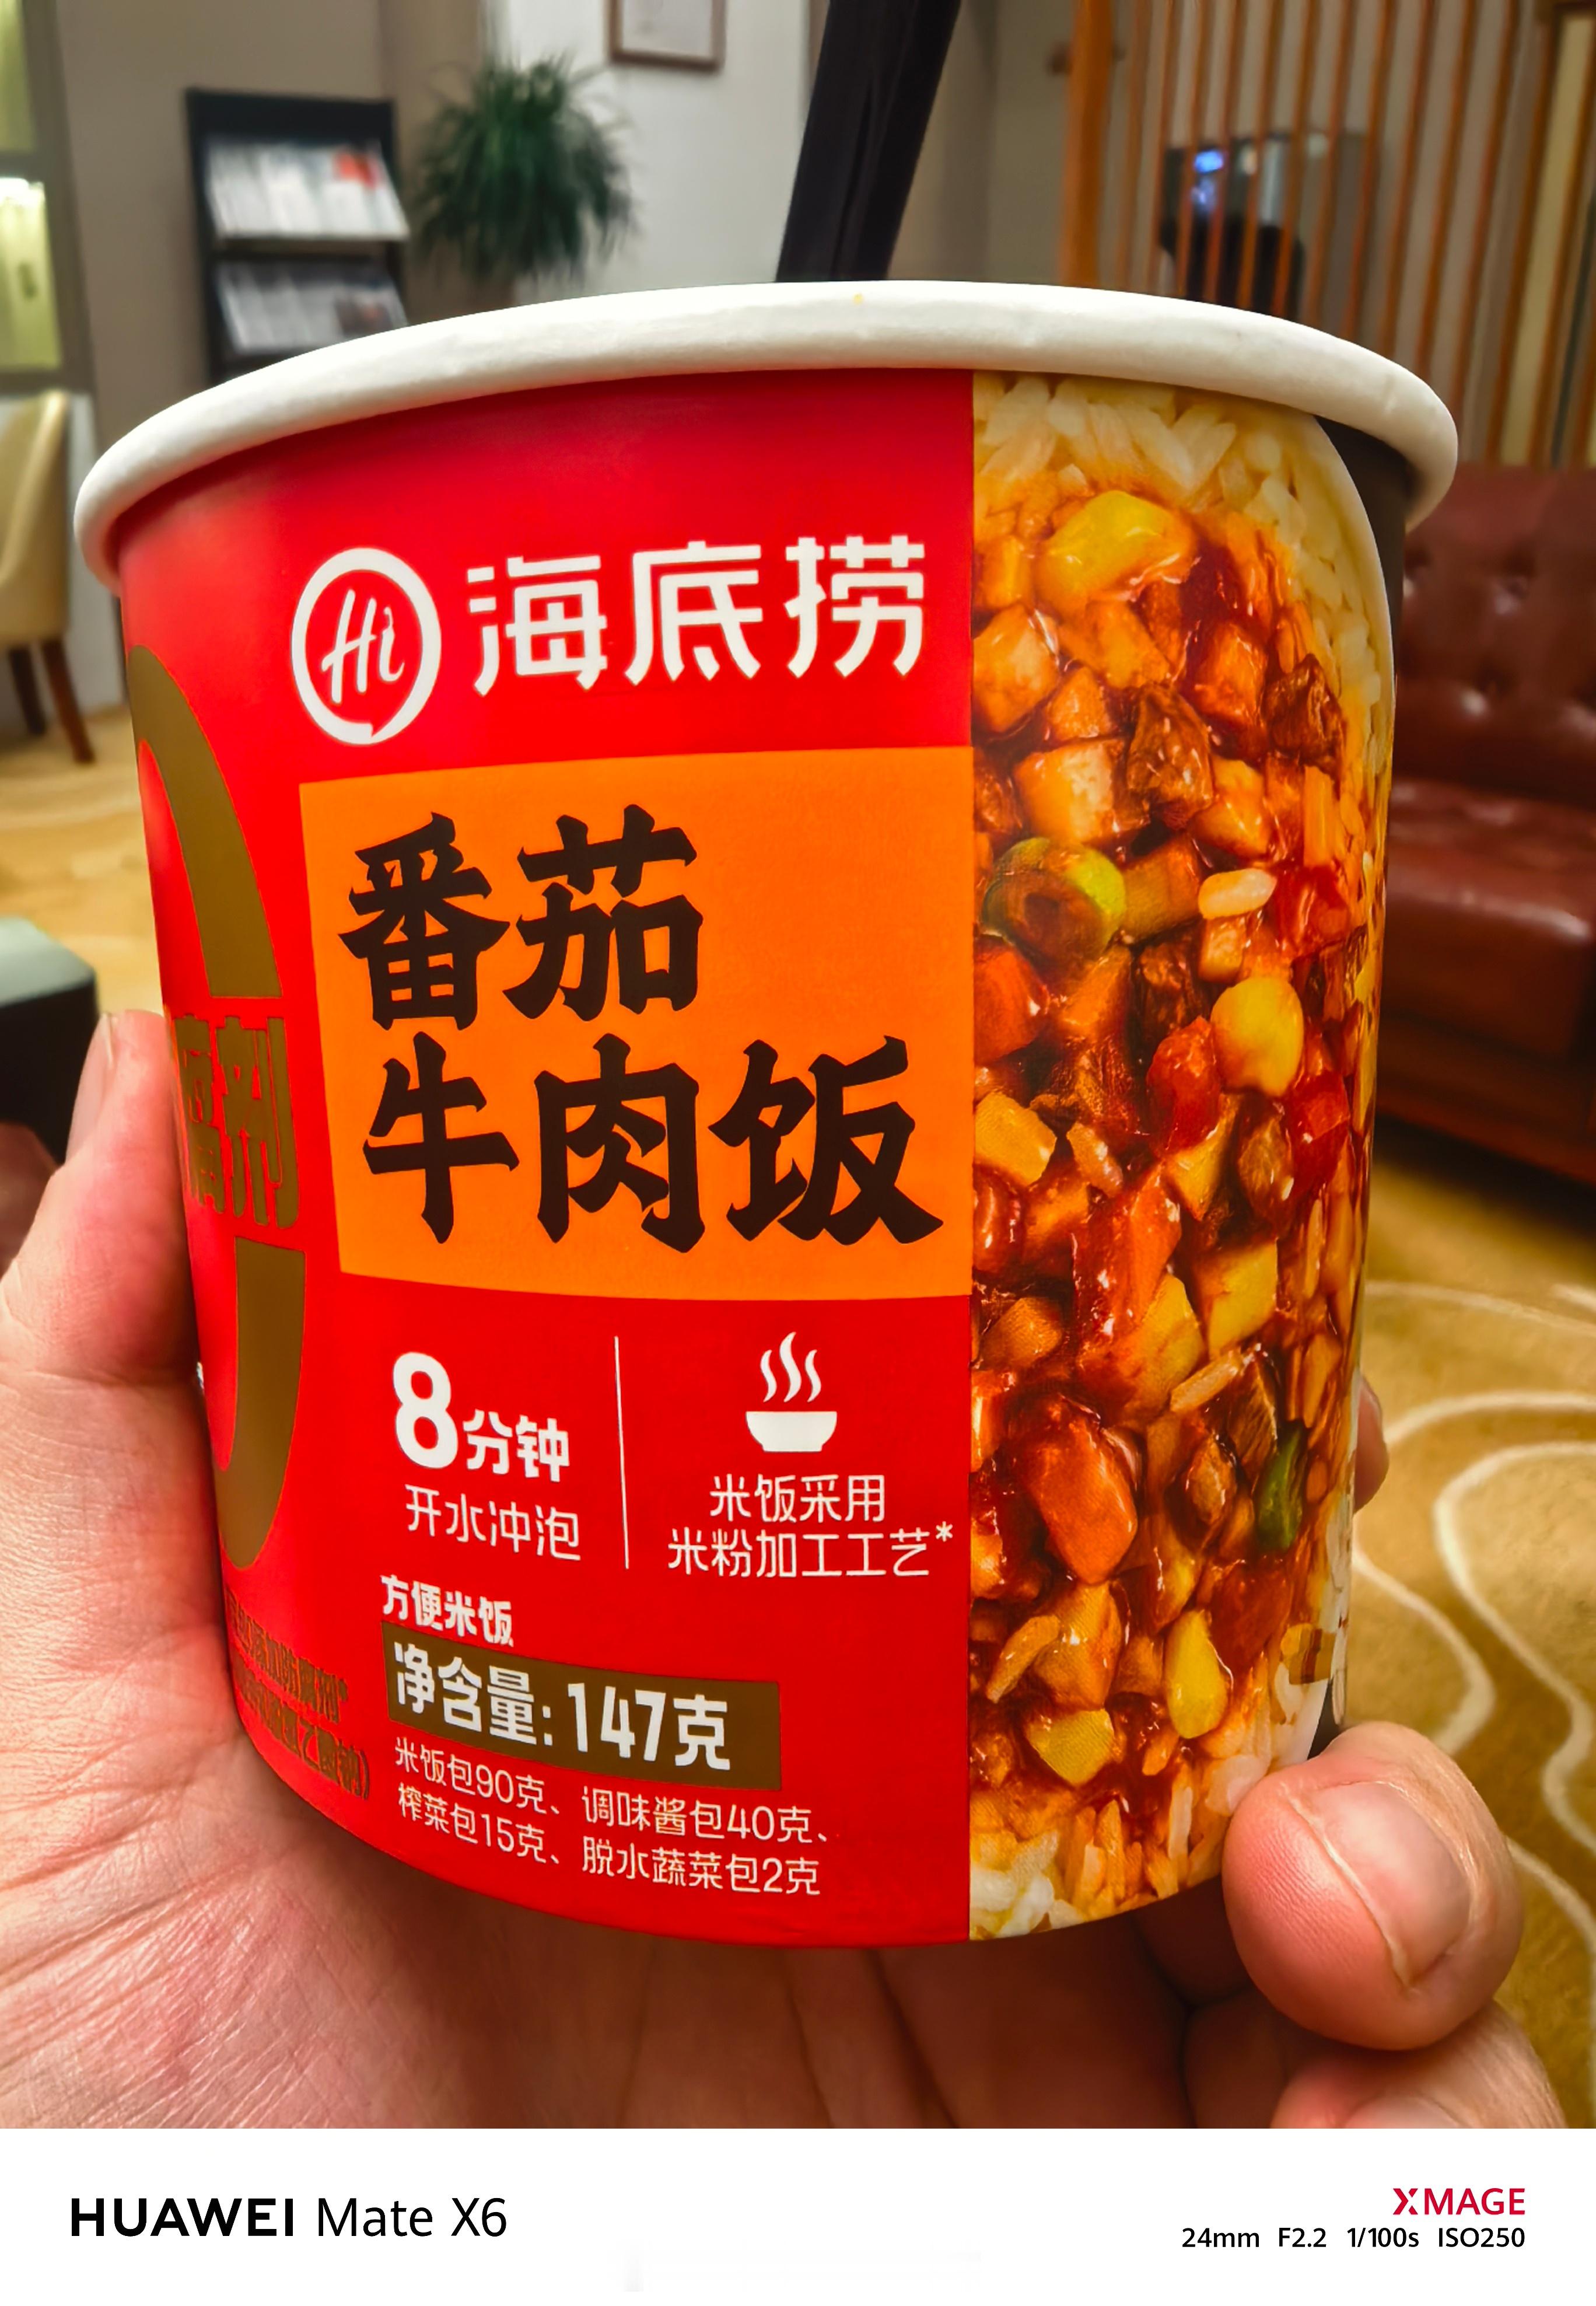 Hi 海底捞
番茄
牛肉饭
8分钟
开水冲泡
米饭采用
米粉加工工艺*
方便米饭
净含量:147克
米饭包90克、调味酱包40克、
榨菜包15克、脱水蔬菜包2克
腐剂
HUAWEI Mate X6
XMAGE
24mm F2.2 1/100s ISO250